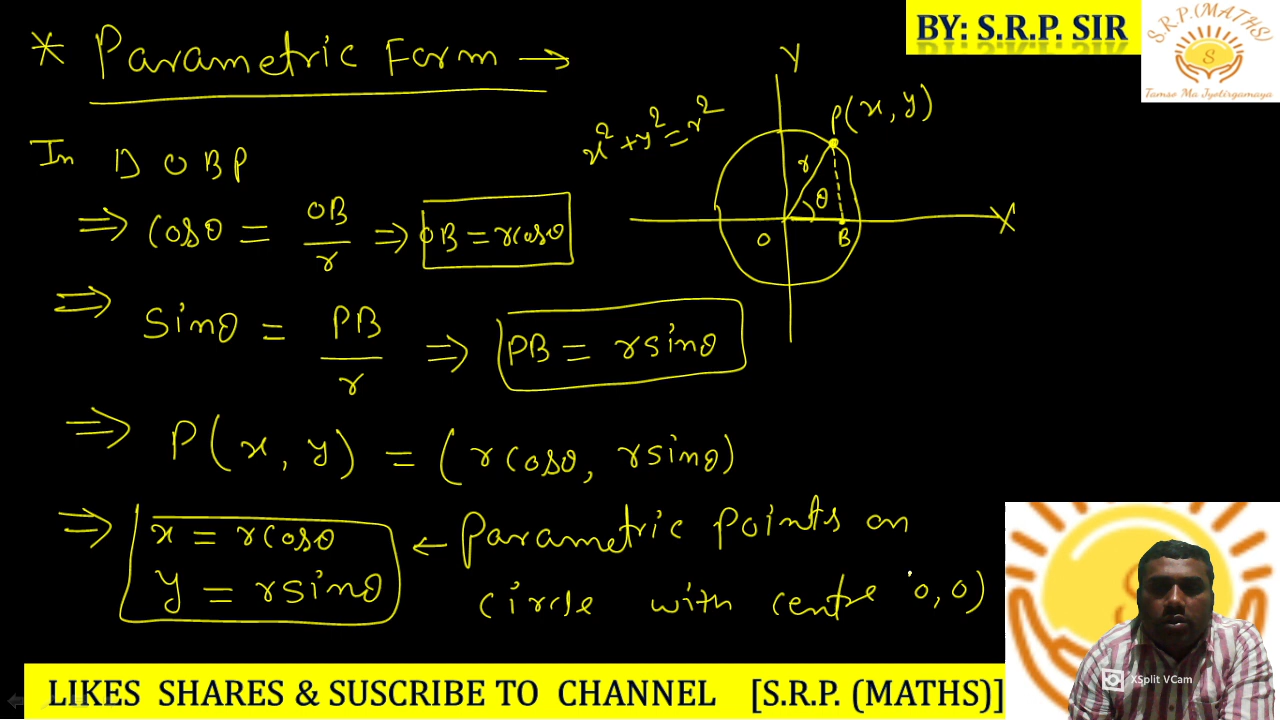 * Parametric Form →
BY: S.R.P. SIR
S.R.P.(MATHS)
S
Tamso Ma Jyotirgamaya
x²+y²=r²
Y
P(x, y)
r
θ
O
B
X
In Δ OBP
⇒ Cosθ = OB/r ⇒ OB = rcosθ
⇒ Sinθ = PB/r ⇒ PB = rsinθ
⇒ P(x, y) = (rcosθ, rsinθ)
⇒ x = rcosθ ← Parametric Points on
y = rsinθ circle with centre 0,0)
XSplit VCam
LIKES SHARES & SUSCRIBE TO CHANNEL [S.R.P. (MATHS)]